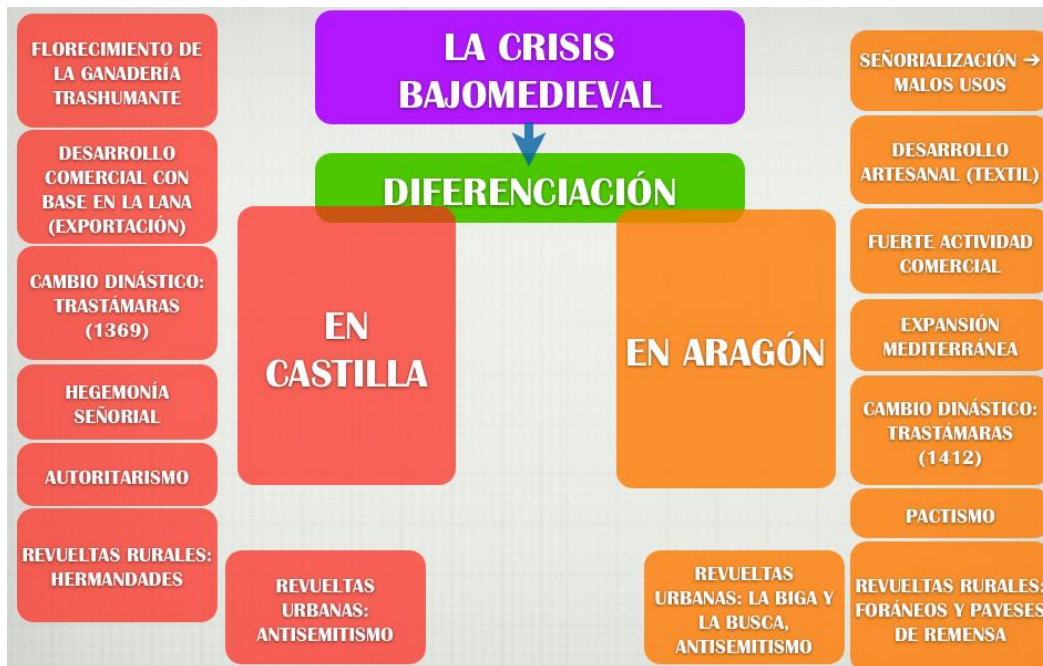 LA CRISIS
BAJOMEDIEVAL
DIFERENCIACIÓN
EN
CASTILLA
FLORECIMIENTO DE
LA GANADERÍA
TRASHUMANTE
DESARROLLO
COMERCIAL CON
BASE EN LA LANA
(EXPORTACIÓN)
CAMBIO DINÁSTICO:
TRASTÁMARAS
(1369)
HEGEMONÍA
SEÑORIAL
AUTORITARISMO
REVUELTAS RURALES:
HERMANDADES
REVUELTAS
URBANAS:
ANTISEMITISMO
EN ARAGÓN
SEÑORIALIZACIÓN →
MALOS USOS
DESARROLLO
ARTESANAL (TEXTIL)
FUERTE ACTIVIDAD
COMERCIAL
EXPANSIÓN
MEDITERRÁNEA
CAMBIO DINÁSTICO:
TRASTÁMARAS
(1412)
PACTISMO
REVUELTAS RURALES:
FORÁNEOS Y PAYESES
DE REMENSA
REVUELTAS
URBANAS: LA BIGA Y
LA BUSCA,
ANTISEMITISMO